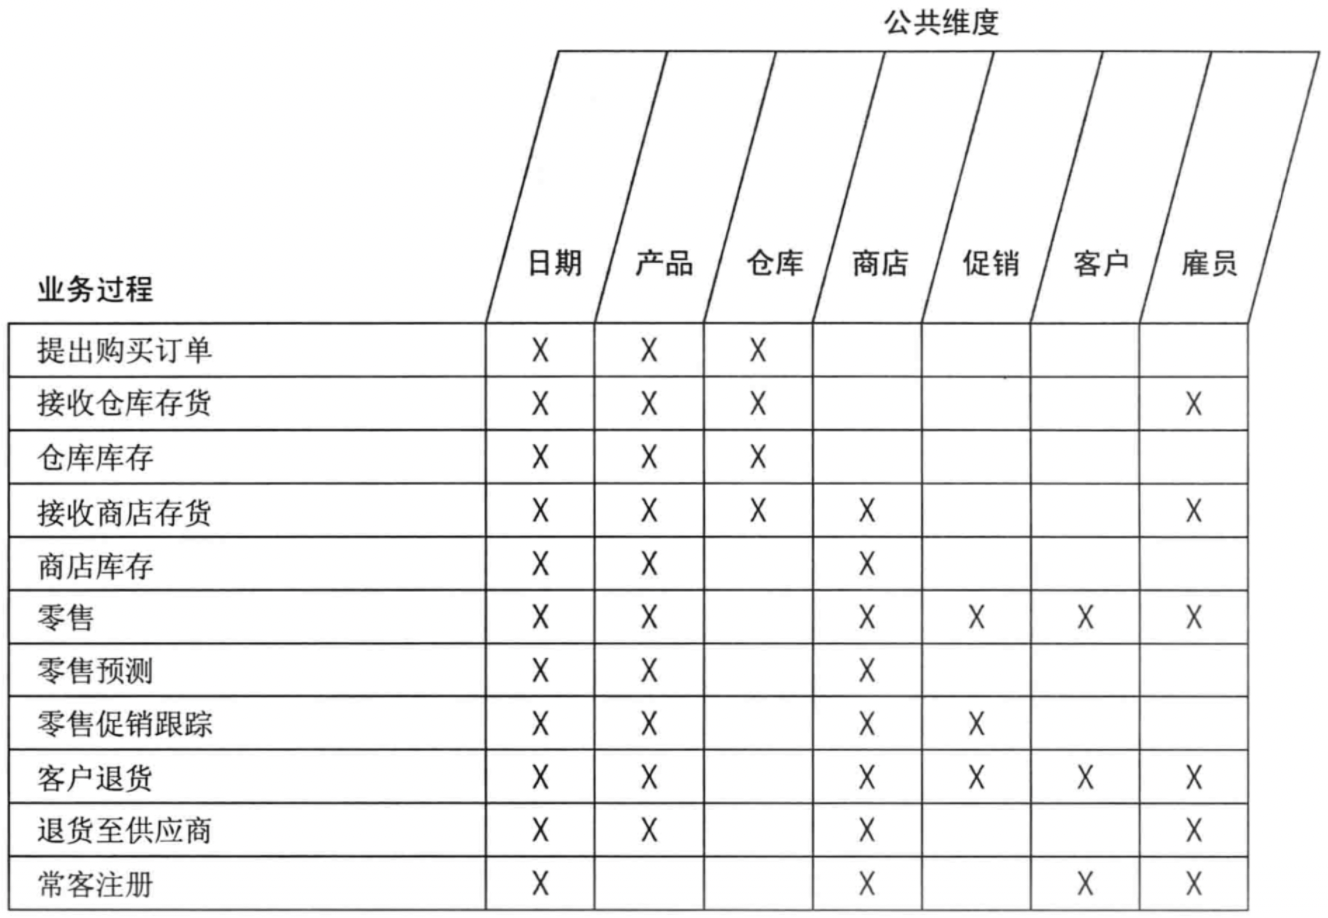 公共维度
业务过程 日期 产品 仓库 商店 促销 客户 雇员
提出购买订单 X X X
接收仓库存货 X X X X
仓库库存 X X X
接收商店存货 X X X X X
商店库存 X X X
零售 X X X X X X
零售预测 X X X
零售促销跟踪 X X X X
客户退货 X X X X X X
退货至供应商 X X X X
常客注册 X X X X